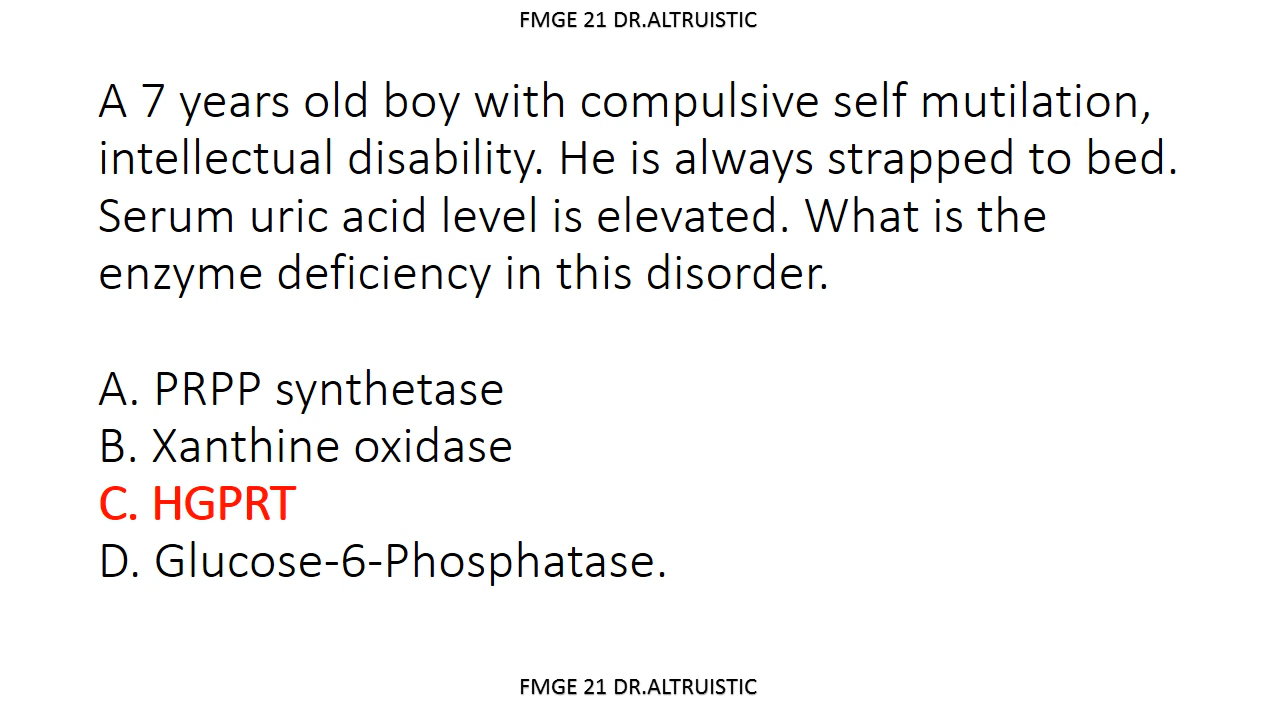 FMGE 21 DR.ALTRUISTIC
A 7 years old boy with compulsive self mutilation,
intellectual disability. He is always strapped to bed.
Serum uric acid level is elevated. What is the
enzyme deficiency in this disorder.
A. PRPP synthetase
B. Xanthine oxidase
C. HGPRT
D. Glucose-6-Phosphatase.
FMGE 21 DR.ALTRUISTIC